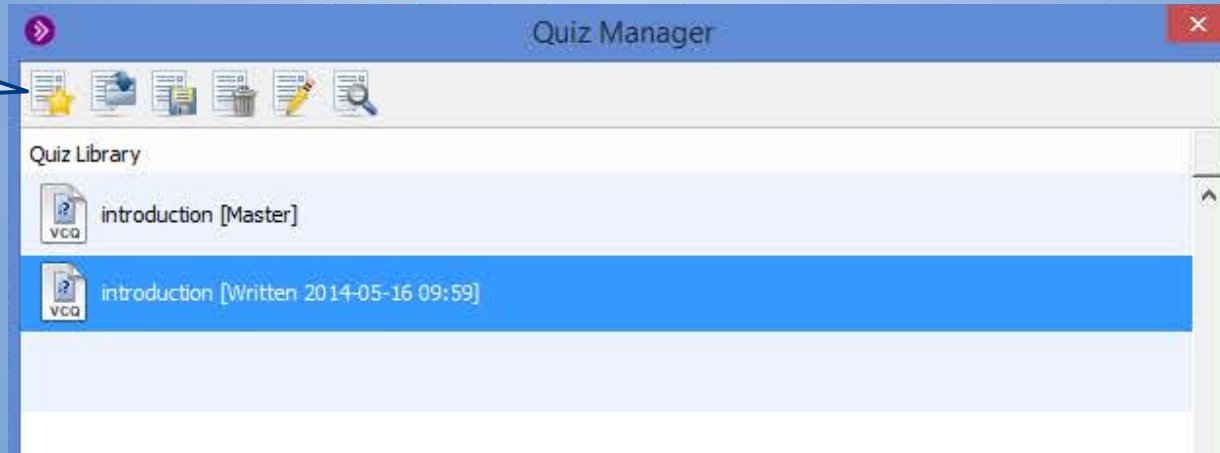 Quiz Manager
Quiz Library
VCQ
introduction [Master]
VCQ
introduction [Written 2014-05-16 09:59]